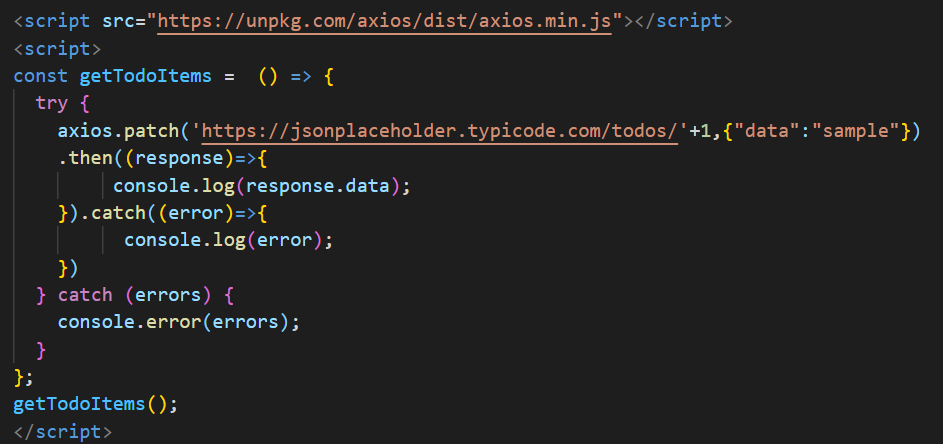 <script src="https://unpkg.com/axios/dist/axios.min.js"></script>
<script>
const getTodoItems =  () => {
  try {
    axios.patch('https://jsonplaceholder.typicode.com/todos/'+1,{"data":"sample"})
    .then((response)=>{
         console.log(response.data);
    }).catch((error)=>{
          console.log(error);
    })
  } catch (errors) {
    console.error(errors);
  }
};
getTodoItems();
</script>